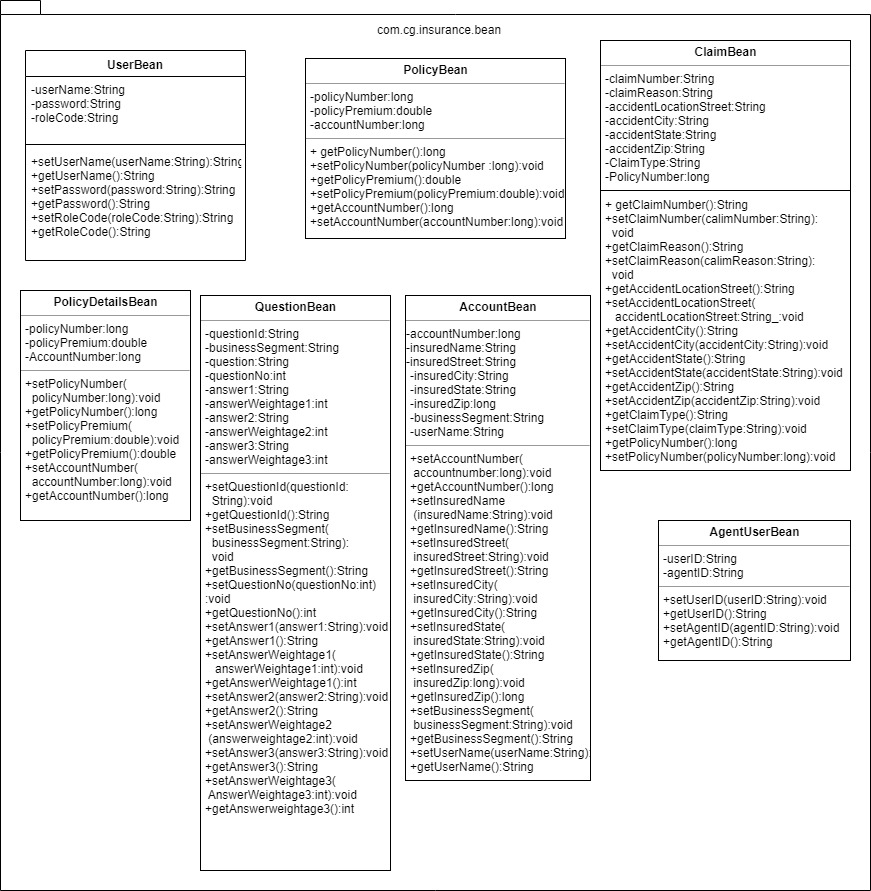 com.cg.insurance.bean
UserBean
-userName:String
-password:String
-roleCode:String
+setUserName(userName:String):String
+getUserName():String
+setPassword(password:String):String
+getPassword():String
+setRoleCode(roleCode:String):String
+getRoleCode():String
PolicyBean
-policyNumber:long
-policyPremium:double
-accountNumber:long
+ getPolicyNumber():long
+setPolicyNumber(policyNumber :long):void
+getPolicyPremium():double
+setPolicyPremium(policyPremium:double):void
+getAccountNumber():long
+setAccountNumber(accountNumber:long):void
ClaimBean
-claimNumber:String
-claimReason:String
-accidentLocationStreet:String
-accidentCity:String
-accidentState:String
-accidentZip:String
-ClaimType:String
-PolicyNumber:long
+ getClaimNumber():String
+setClaimNumber(calimNumber:String):
void
+getClaimReason():String
+setClaimReason(calimReason:String):
void
+getAccidentLocationStreet():String
+setAccidentLocationStreet(
accidentLocationStreet:String_:void
+getAccidentCity():String
+setAccidentCity(accidentCity:String):void
+getAccidentState():String
+setAccidentState(accidentState:String):void
+getAccidentZip():String
+setAccidentZip(accidentZip:String):void
+getClaimType():String
+setClaimType(claimType:String):void
+getPolicyNumber():long
+setPolicyNumber(policyNumber:long):void
PolicyDetailsBean
-policyNumber:long
-policyPremium:double
-AccountNumber:long
+setPolicyNumber(
policyNumber:long):void
+getPolicyNumber():long
+setPolicyPremium(
policyPremium:double):void
+getPolicyPremium():double
+setAccountNumber(
accountNumber:long):void
+getAccountNumber():long
QuestionBean
-questionId:String
-businessSegment:String
-question:String
-questionNo:int
-answer1:String
-answerWeightage1:int
-answer2:String
-answerWeightage2:int
-answer3:String
-answerWeightage3:int
+setQuestionId(questionId:
String):void
+getQuestionId():String
+setBusinessSegment(
businessSegment:String):
void
+getBusinessSegment():String
+setQuestionNo(questionNo:int)
:void
+getQuestionNo():int
+setAnswer1(answer1:String):void
+getAnswer1():String
+setAnswerWeightage1(
answerWeightage1:int):void
+getAnswerWeightage1():int
+setAnswer2(answer2:String):void
+getAnswer2():String
+setAnswerWeightage2
(answerweightage2:int):void
+setAnswer3(answer3:String):void
+getAnswer3():String
+setAnswerWeightage3(
AnswerWeightage3:int):void
+getAnswerweightage3():int
AccountBean
-accountNumber:long
-insuredName:String
-insuredStreet:String
-insuredCity:String
-insuredState:String
-insuredZip:long
-businessSegment:String
-userName:String
+setAccountNumber(
accountnumber:long):void
+getAccountNumber():long
+setInsuredName
(insuredName:String):void
+getInsuredName():String
+setInsuredStreet(
insuredStreet:String):void
+getInsuredStreet():String
+setInsuredCity(
insuredCity:String):void
+getInsuredCity():String
+setInsuredState(
insuredState:String):void
+getInsuredState():String
+setInsuredZip(
insuredZip:long):void
+getInsuredZip():long
+setBusinessSegment(
businessSegment:String):void
+getBusinessSegment():String
+setUserName(userName:String):
+getUserName():String
AgentUserBean
-userID:String
-agentID:String
+setUserID(userID:String):void
+getUserID():String
+setAgentID(agentID:String):void
+getAgentID():String